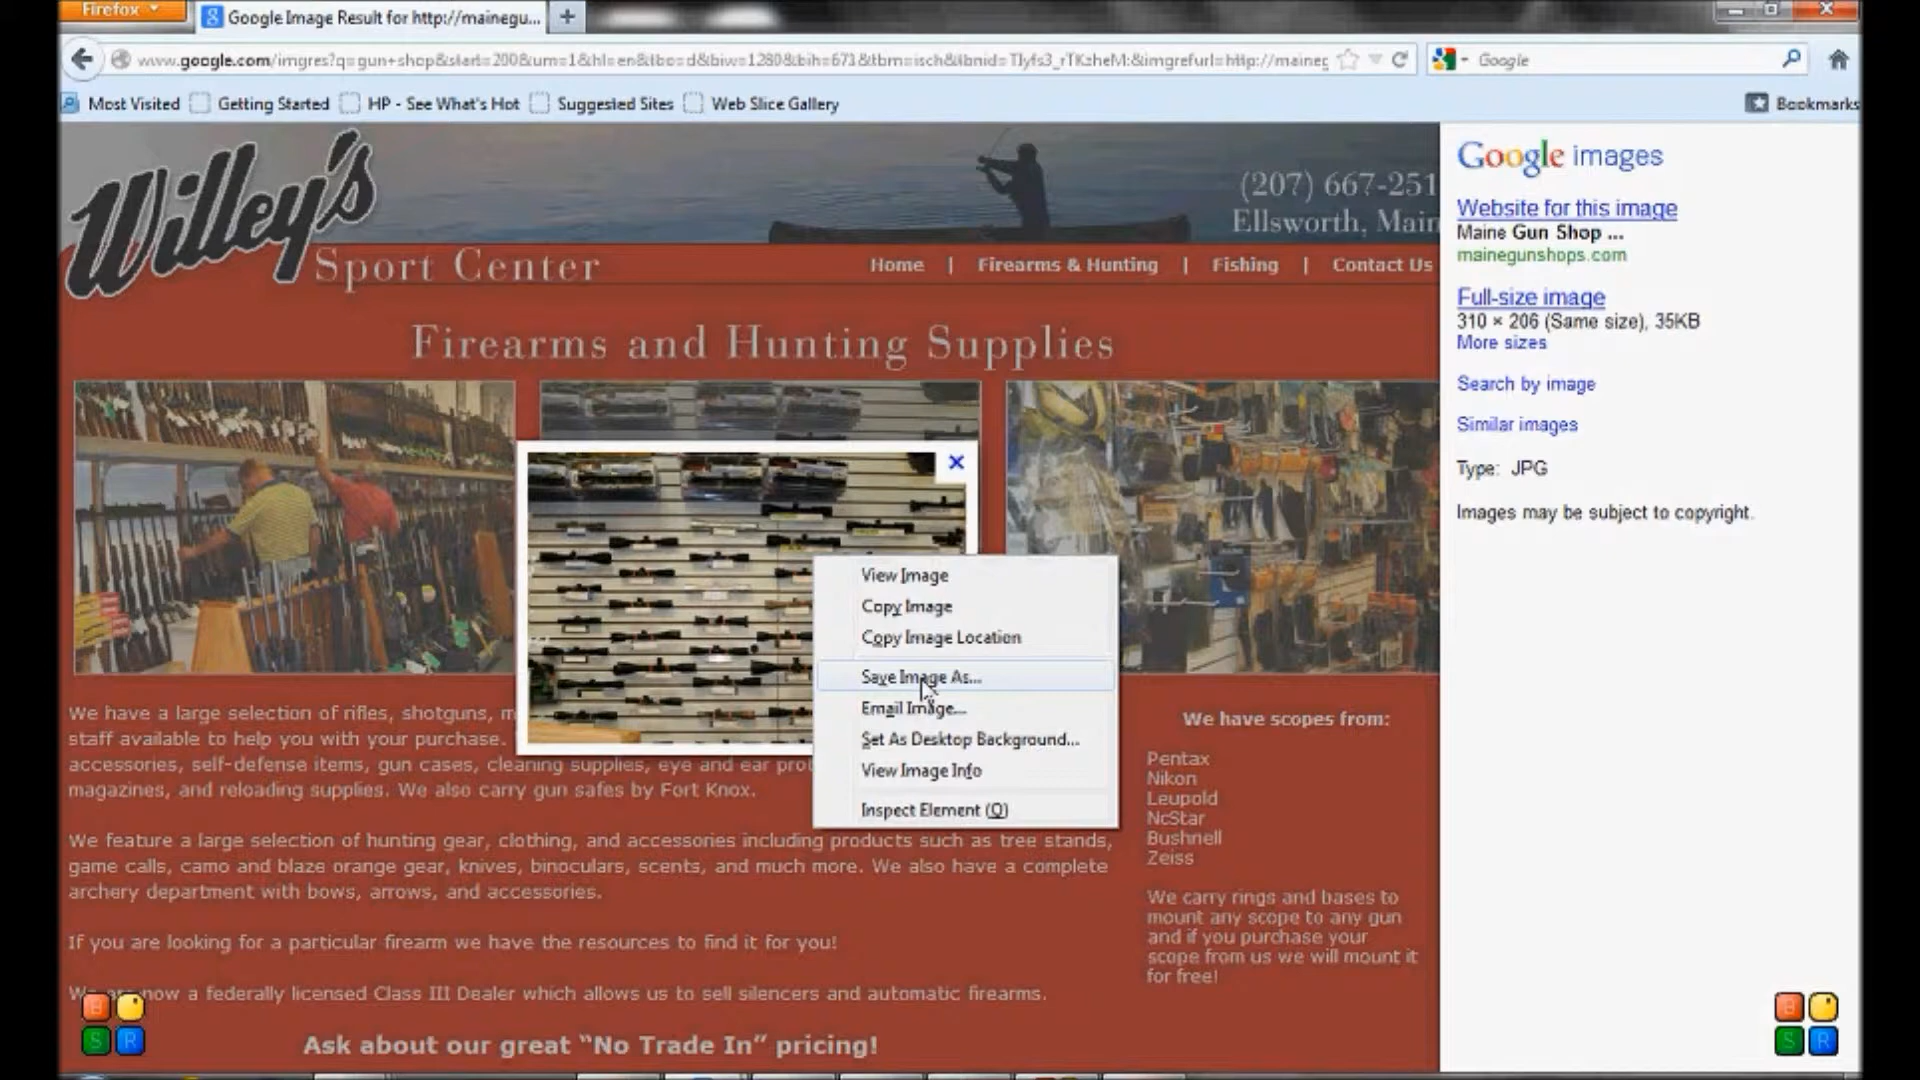 Firefox
Google Image Result for http://mainegu...
www.google.com/imgres?q=gun+shop&start=200&um=1&hl=en&tbo=d&biw=1280&bih=673&tbm=isch&tbnid=TJyfs3_rTKzheM:&imgrefurl=http://maineg
Google
Most Visited
Getting Started
HP - See What's Hot
Suggested Sites
Web Slice Gallery
Bookmarks
Willey's
Sport Center
(207) 667-251
Ellsworth, Main
Home | Firearms & Hunting | Fishing | Contact Us
Firearms and Hunting Supplies
Google images
Website for this image
Maine Gun Shop ...
mainegunshops.com
Full-size image
310 × 206 (Same size), 35KB
More sizes
Search by image
Similar images
Type: JPG
Images may be subject to copyright.
View Image
Copy Image
Copy Image Location
Save Image As...
Email Image...
Set As Desktop Background...
View Image Info
Inspect Element (Q)
We have a large selection of rifles, shotguns, m
staff available to help you with your purchase.
accessories, self-defense items, gun cases, cleaning supplies, eye and ear pro
magazines, and reloading supplies. We also carry gun safes by Fort Knox.
We feature a large selection of hunting gear, clothing, and accessories including products such as tree stands,
game calls, camo and blaze orange gear, knives, binoculars, scents, and much more. We also have a complete
archery department with bows, arrows, and accessories.
If you are looking for a particular firearm we have the resources to find it for you!
now a federally licensed Class III Dealer which allows us to sell silencers and automatic firearms.
Ask about our great “No Trade In” pricing!
We have scopes from:
Pentax
Nikon
Leupold
NcStar
Bushnell
Zeiss
We carry rings and bases to
mount any scope to any gun
and if you purchase your
scope from us we will mount it
for free!
B
S R
B
S R